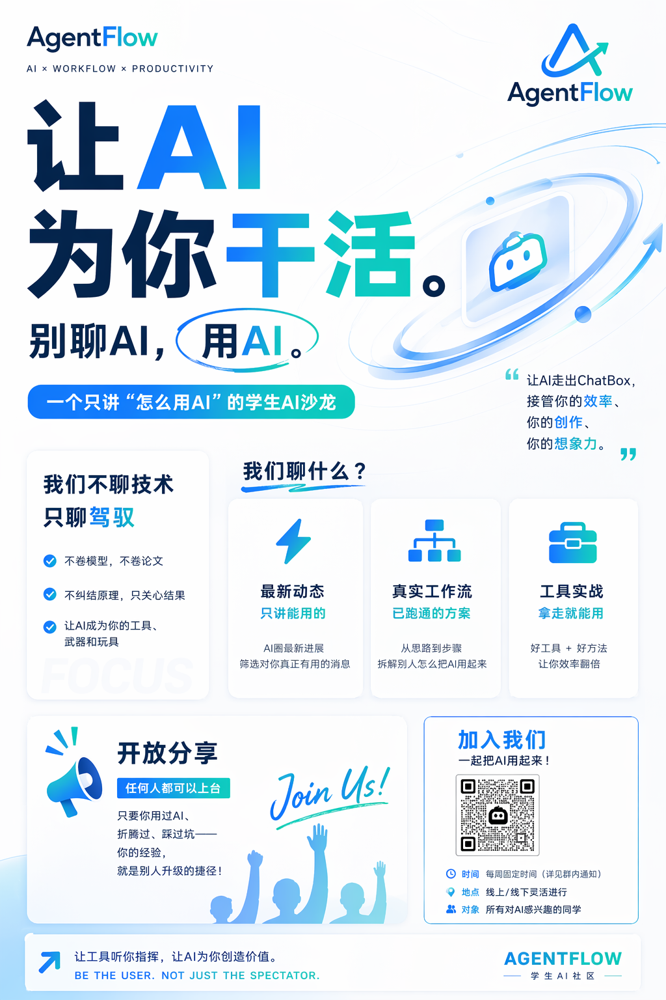 AgentFlow
AI × WORKFLOW × PRODUCTIVITY
AgentFlow
让AI
为你干活。
别聊AI，用AI。
一个只讲“怎么用AI”的学生AI沙龙
“让AI走出ChatBox，
接管你的效率、
你的创作、
你的想象力。”
我们不聊技术
只聊驾驭
不卷模型，不卷论文
不纠结原理，只关心结果
让AI成为你的工具、
武器和玩具
FOCUS
我们聊什么？
最新动态
只讲能用的
AI圈最新进展
筛选对你真正有用的消息
真实工作流
已跑通的方案
从思路到步骤
拆解别人怎么把AI用起来
工具实战
拿走就能用
好工具 + 好方法
让你效率翻倍
开放分享
任何人都可以上台
只要你用过AI、
折腾过、踩过坑——
你的经验，
就是别人升级的捷径！
Join Us!
加入我们
一起把AI用起来！
时间 每周固定时间（详见群内通知）
地点 线上/线下灵活进行
对象 所有对AI感兴趣的同学
让工具听你指挥，让AI为你创造价值。
BE THE USER. NOT JUST THE SPECTATOR.
AGENTFLOW
学生AI社区